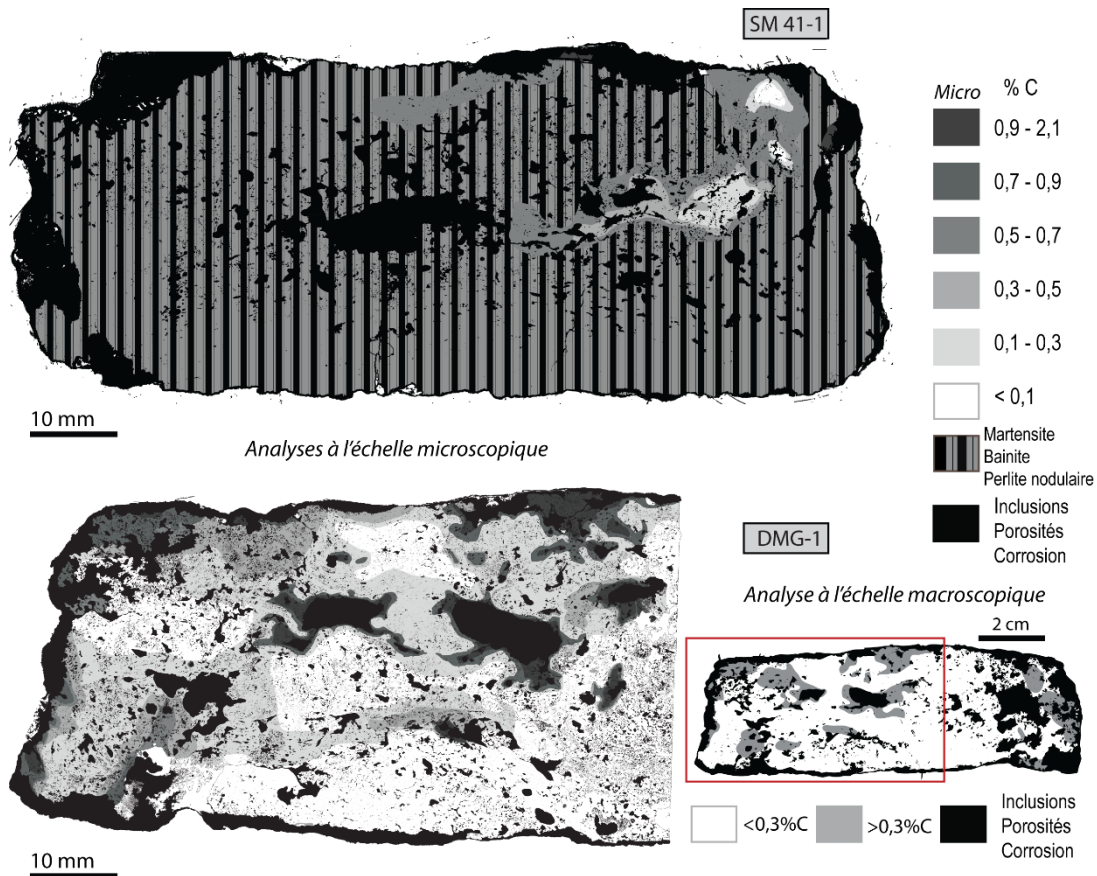 SM 41-1
Micro
% C
0,9 - 2,1
0,7 - 0,9
0,5 - 0,7
0,3 - 0,5
0,1 - 0,3
< 0,1
Martensite
Bainite
Perlite nodulaire
Inclusions
Porosités
Corrosion
10 mm
Analyses à l'échelle microscopique
DMG-1
Analyse à l'échelle macroscopique
2 cm
<0,3%C
>0,3%C
Inclusions
Porosités
Corrosion
10 mm